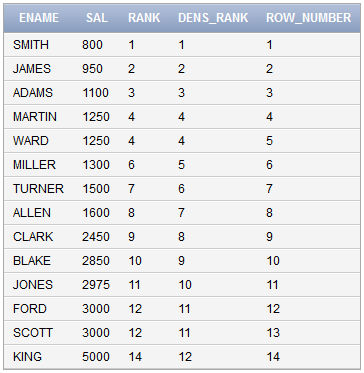 ENAME SAL RANK DENS_RANK ROW_NUMBER
SMITH 800 1 1 1
JAMES 950 2 2 2
ADAMS 1100 3 3 3
MARTIN 1250 4 4 4
WARD 1250 4 4 5
MILLER 1300 6 5 6
TURNER 1500 7 6 7
ALLEN 1600 8 7 8
CLARK 2450 9 8 9
BLAKE 2850 10 9 10
JONES 2975 11 10 11
FORD 3000 12 11 12
SCOTT 3000 12 11 13
KING 5000 14 12 14